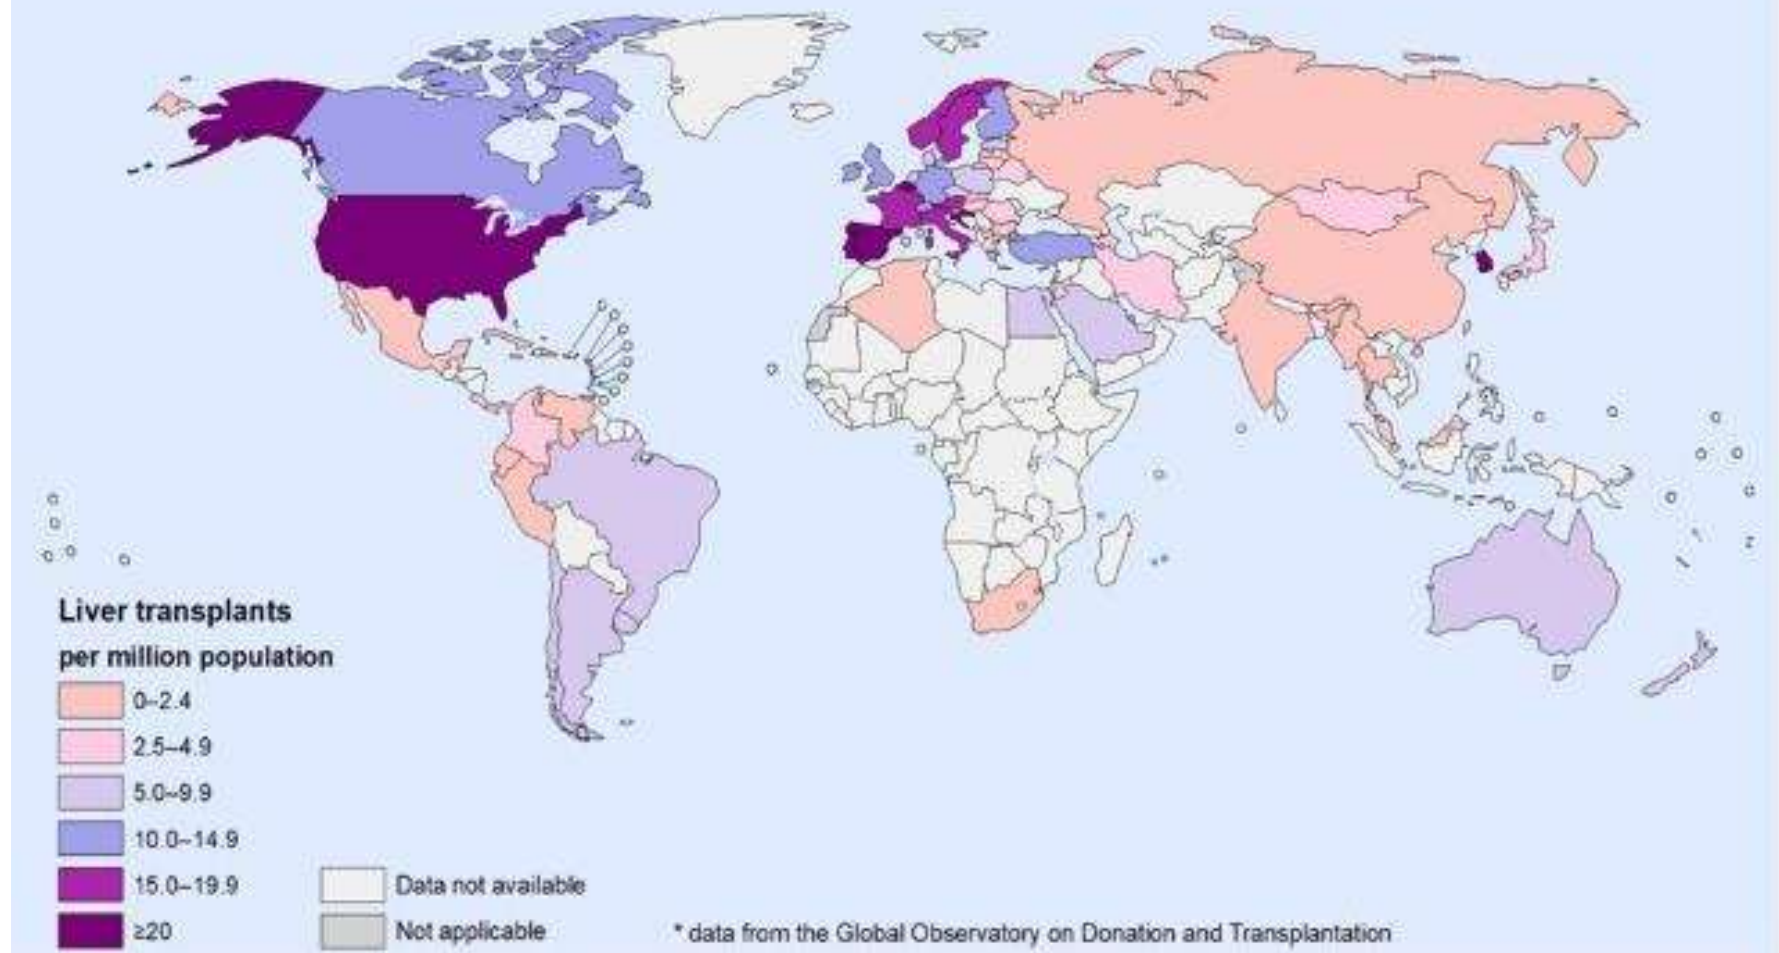 Liver transplants
per million population
0–2.4
2.5–4.9
5.0–9.9
10.0–14.9
15.0–19.9
≥20
Data not available
Not applicable
* data from the Global Observatory on Donation and Transplantation